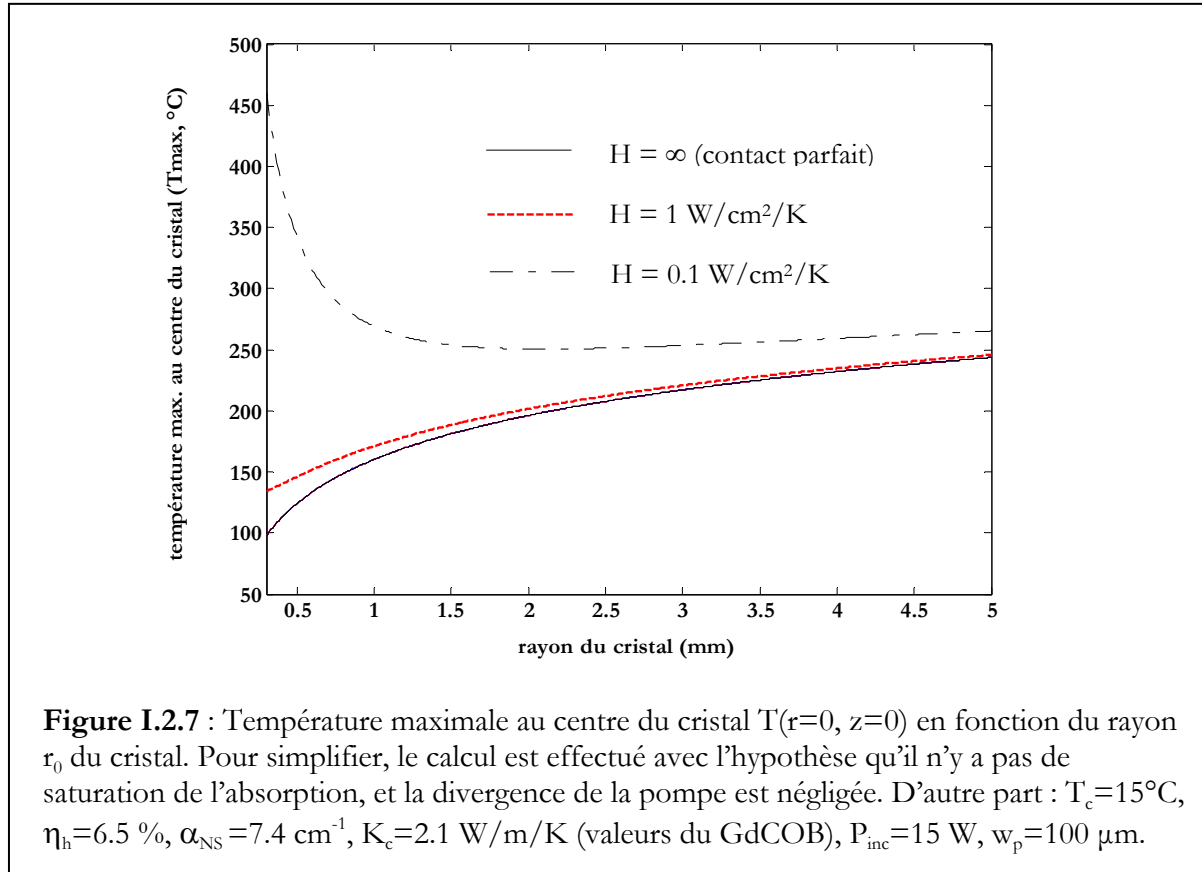 500
450
400
350
300
250
200
150
100
50
température max. au centre du cristal (Tmax, °C)
H = ∞ (contact parfait)
H = 1 W/cm²/K
H = 0.1 W/cm²/K
0.5 1 1.5 2 2.5 3 3.5 4 4.5 5
rayon du cristal (mm)
Figure I.2.7 : Température maximale au centre du cristal T(r=0, z=0) en fonction du rayon
r₀ du cristal. Pour simplifier, le calcul est effectué avec l’hypothèse qu’il n’y a pas de
saturation de l’absorption, et la divergence de la pompe est négligée. D’autre part : T_c=15°C,
η_h=6.5 %, α_NS =7.4 cm⁻¹, K_c=2.1 W/m/K (valeurs du GdCOB), P_inc=15 W, w_p=100 μm.